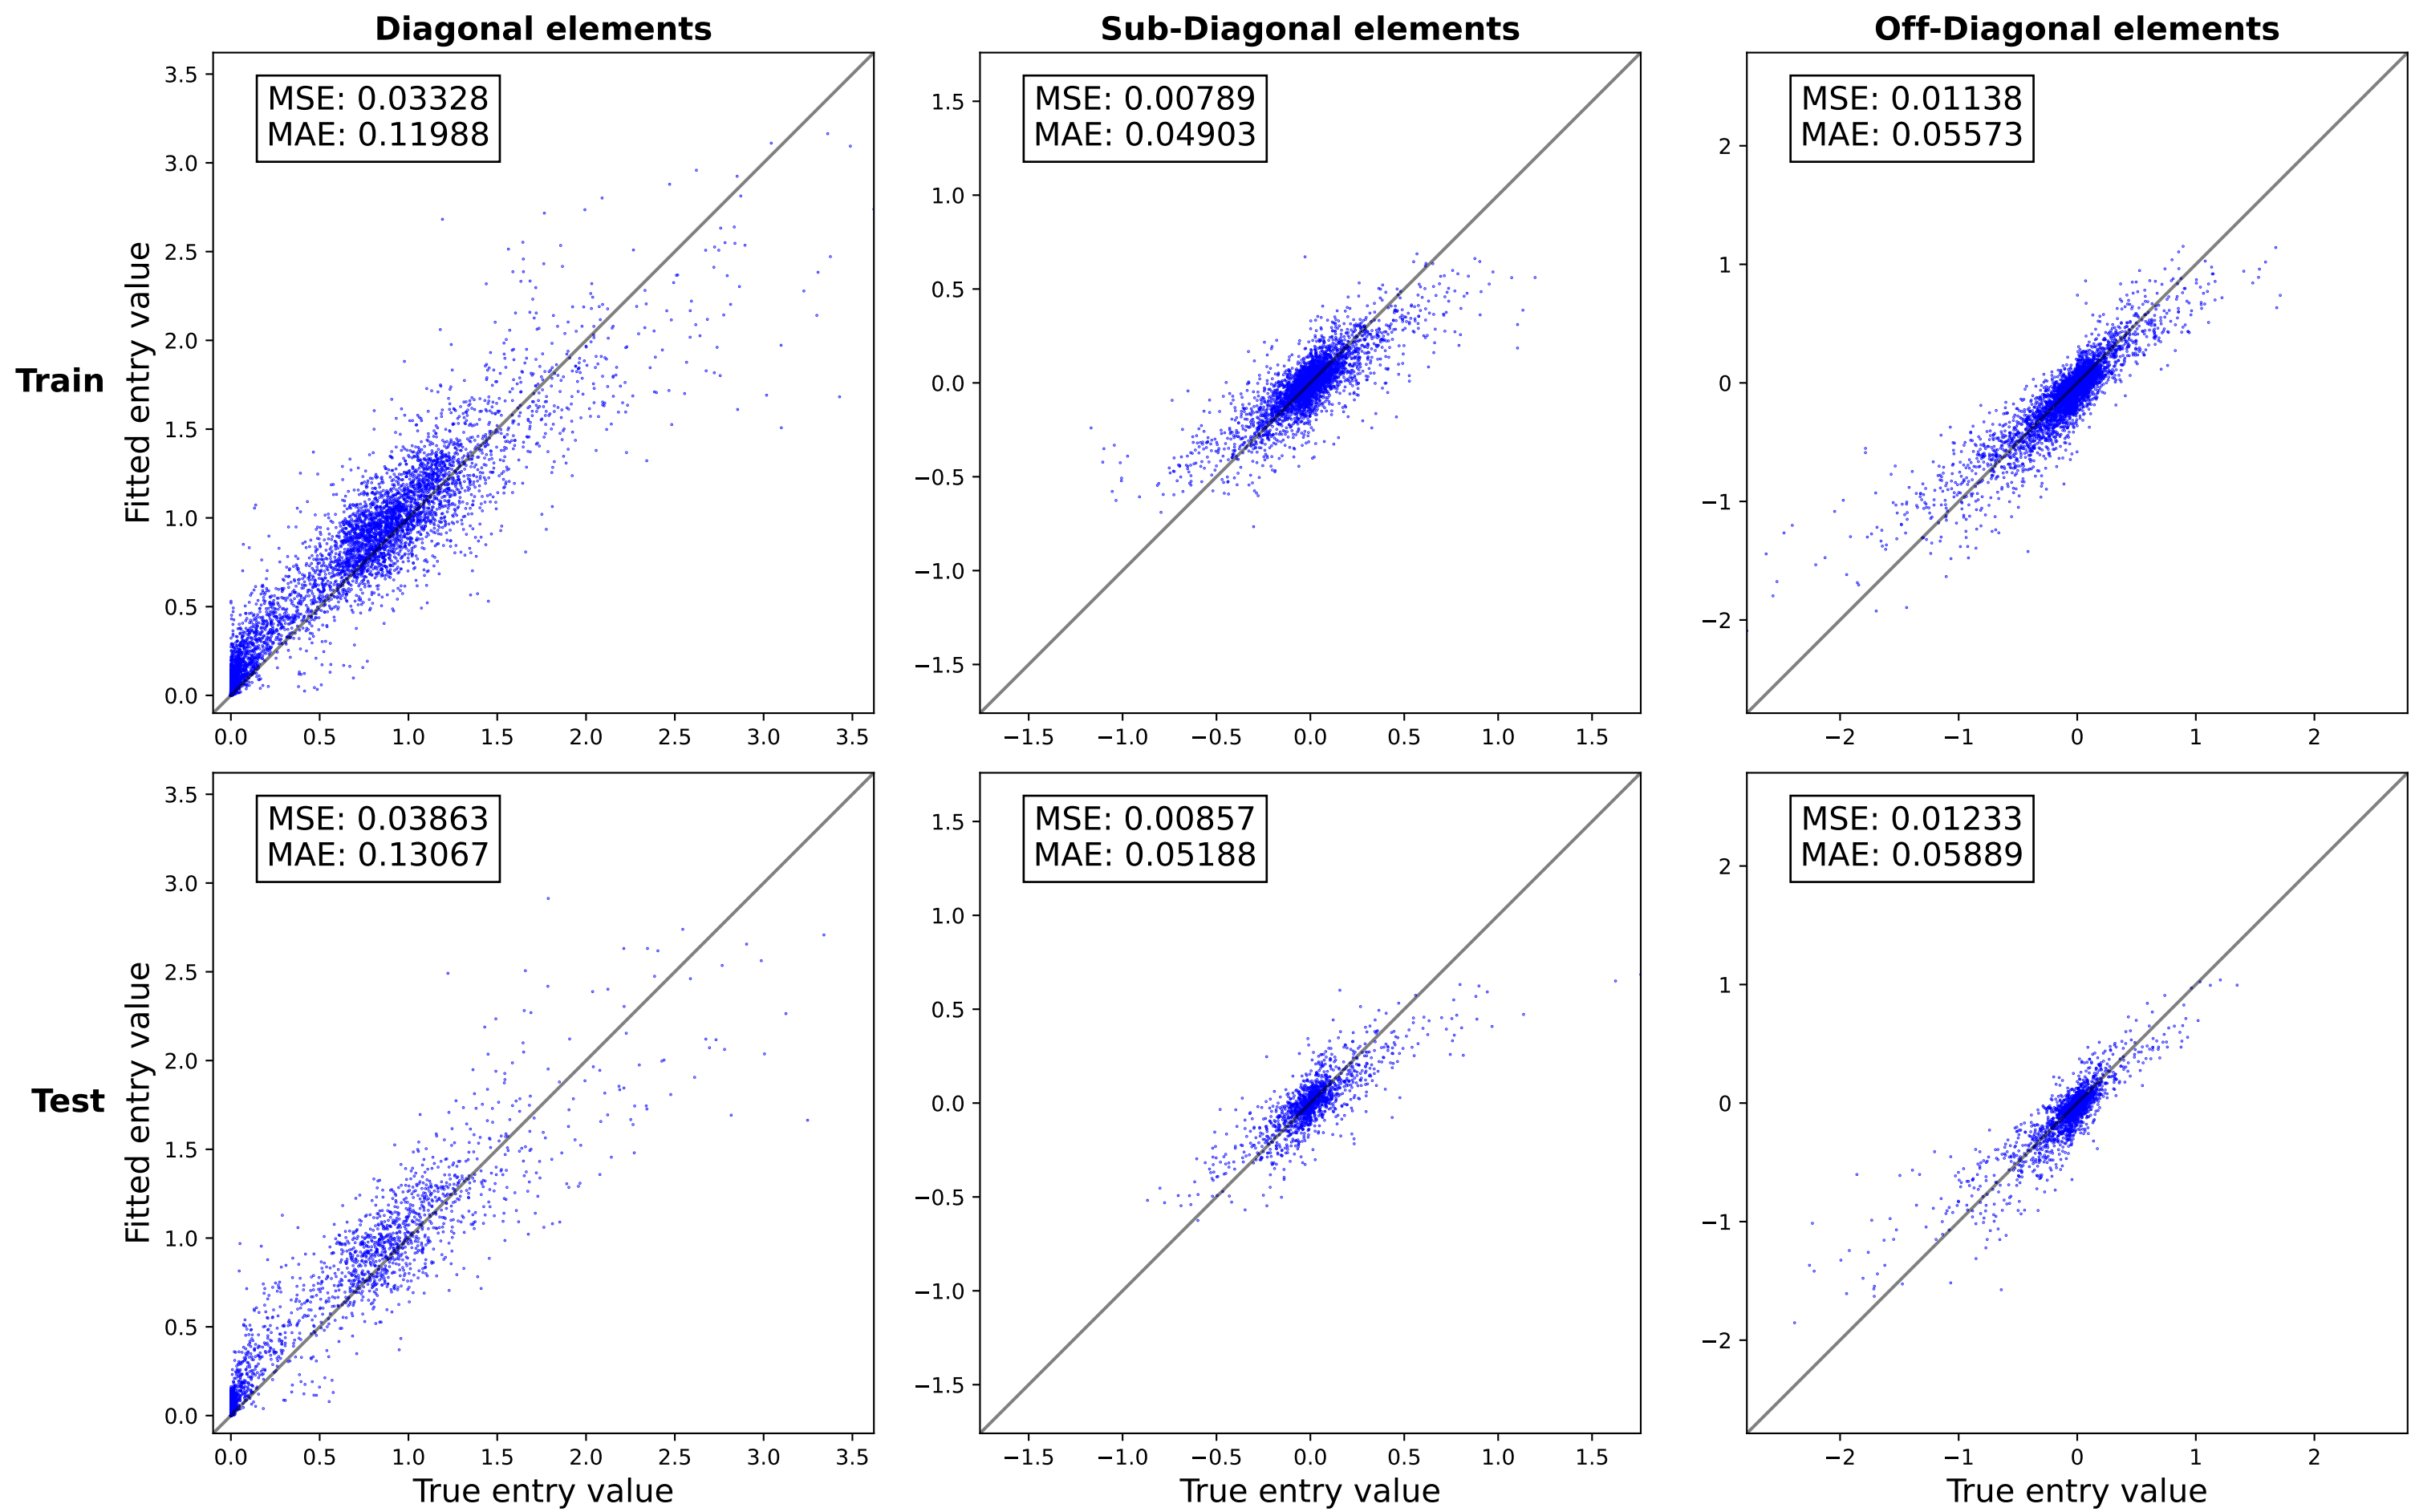 Diagonal elements
Sub-Diagonal elements
Off-Diagonal elements
Train
Fitted entry value
3.5
3.0
2.5
2.0
1.5
1.0
0.5
0.0
MSE: 0.03328
MAE: 0.11988
0.0 0.5 1.0 1.5 2.0 2.5 3.0 3.5
1.5
1.0
0.5
0.0
−0.5
−1.0
−1.5
MSE: 0.00789
MAE: 0.04903
−1.5 −1.0 −0.5 0.0 0.5 1.0 1.5
2
1
0
−1
−2
MSE: 0.01138
MAE: 0.05573
−2 −1 0 1 2
Test
Fitted entry value
3.5
3.0
2.5
2.0
1.5
1.0
0.5
0.0
MSE: 0.03863
MAE: 0.13067
0.0 0.5 1.0 1.5 2.0 2.5 3.0 3.5
True entry value
1.5
1.0
0.5
0.0
−0.5
−1.0
−1.5
MSE: 0.00857
MAE: 0.05188
−1.5 −1.0 −0.5 0.0 0.5 1.0 1.5
True entry value
2
1
0
−1
−2
MSE: 0.01233
MAE: 0.05889
−2 −1 0 1 2
True entry value